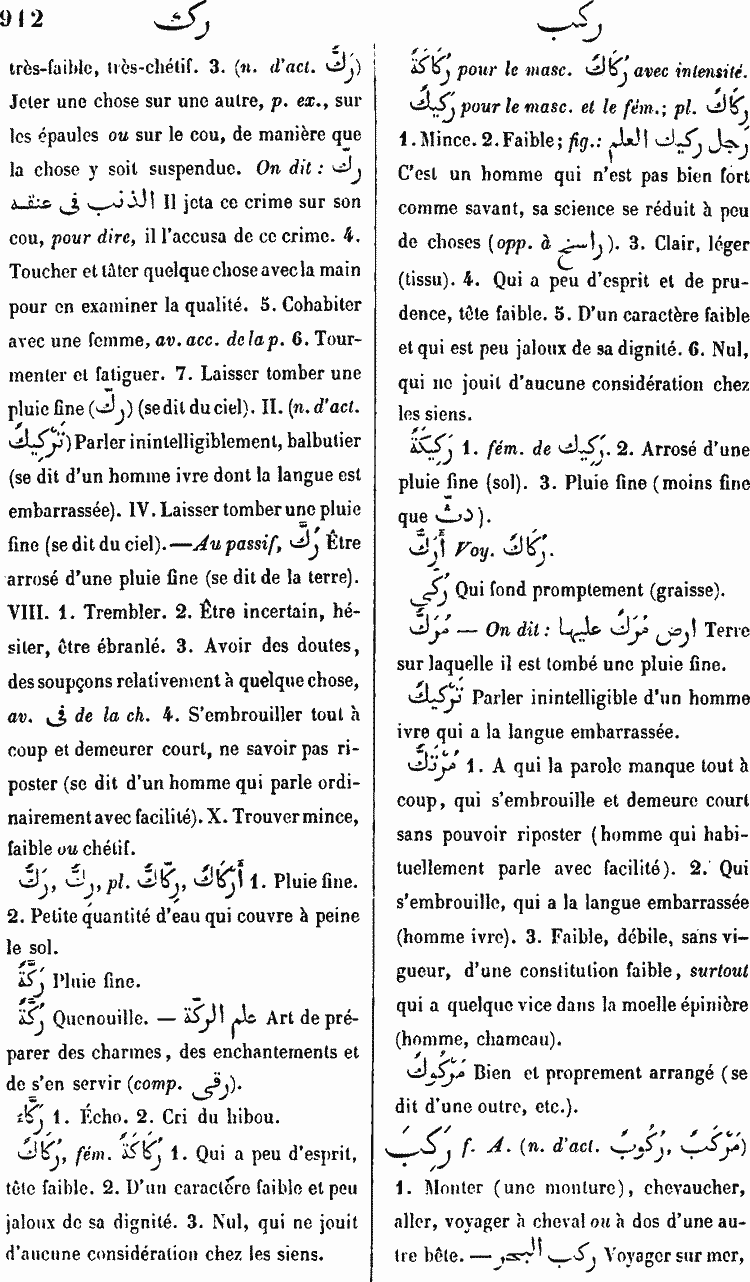 912
رك
ركب
très-faible, très-chétif. 3. (n. d'act. رَكٌّ)
Jeter une chose sur une autre, p. ex., sur
les épaules ou sur le cou, de manière que
la chose y soit suspendue. On dit : رك
الذنب فى عنقه Il jeta ce crime sur son
cou, pour dire, il l'accusa de ce crime. 4.
Toucher et tâter quelque chose avec la main
pour en examiner la qualité. 5. Cohabiter
avec une femme, av. acc. de la p. 6. Tour-
menter et fatiguer. 7. Laisser tomber une
pluie fine (رِكّ) (se dit du ciel). II. (n. d'act.
تَرْكِيكٌ) Parler inintelligiblement, balbutier
(se dit d'un homme ivre dont la langue est
embarrassée). IV. Laisser tomber une pluie
fine (se dit du ciel). — Au passif, رُكَّ Être
arrosé d'une pluie fine (se dit de la terre).
VIII. 1. Trembler. 2. Être incertain, hé-
siter, être ébranlé. 3. Avoir des doutes,
des soupçons relativement à quelque chose,
av. فى de la ch. 4. S'embrouiller tout à
coup et demeurer court, ne savoir pas ri-
poster (se dit d'un homme qui parle ordi-
nairement avec facilité). X. Trouver mince,
faible ou chétif.
رَكٌّ, رِكٌّ, pl. رِكَاكٌ, أَرْكَاكٌ 1. Pluie fine.
2. Petite quantité d'eau qui couvre à peine
le sol.
رَكَّةٌ Pluie fine.
رُكَّةٌ Quenouille. — علم الركّة Art de pré-
parer des charmes, des enchantements et
de s'en servir (comp. رقى).
رَكَّاءُ 1. Écho. 2. Cri du hibou.
رُكَاكٌ, fém. رُكَاكَةٌ 1. Qui a peu d'esprit,
tête faible. 2. D'un caractère faible et peu
jaloux de sa dignité. 3. Nul, qui ne jouit
d'aucune considération chez les siens.
رُكَاكَةٌ pour le masc. رُكَاكٌ avec intensité.
رَكِيكٌ pour le masc. et le fém.; pl. رِكَاكٌ
1. Mince. 2. Faible; fig.: رجل ركيك العلم
C'est un homme qui n'est pas bien fort
comme savant, sa science se réduit à peu
de choses (opp. à راسخ). 3. Clair, léger
(tissu). 4. Qui a peu d'esprit et de pru-
dence, tête faible. 5. D'un caractère faible
et qui est peu jaloux de sa dignité. 6. Nul,
qui ne jouit d'aucune considération chez
les siens.
رَكِيكَةٌ 1. fém. de رَكِيك. 2. Arrosé d'une
pluie fine (sol). 3. Pluie fine (moins fine
que دثّ).
أَرَكُّ Voy. رُكَاكٌ.
رُكَّى Qui fond promptement (graisse).
مُرَكٌّ — On dit : ارض مُرَكٌّ عليها Terre
sur laquelle il est tombé une pluie fine.
تَرْكِيكٌ Parler inintelligible d'un homme
ivre qui a la langue embarrassée.
مُرْتَكٌّ 1. A qui la parole manque tout à
coup, qui s'embrouille et demeure court
sans pouvoir riposter (homme qui habi-
tuellement parle avec facilité). 2. Qui
s'embrouille, qui a la langue embarrassée
(homme ivre). 3. Faible, débile, sans vi-
gueur, d'une constitution faible, surtout
qui a quelque vice dans la moelle épinière
(homme, chameau).
مَرْكُوكٌ Bien et proprement arrangé (se
dit d'une outre, etc.).
رَكِبَ f. A. (n. d'act. رُكُوبٌ, مَرْكَبٌ)
1. Monter (une monture), chevaucher,
aller, voyager à cheval ou à dos d'une au-
tre bête. — ركب البحر Voyager sur mer,